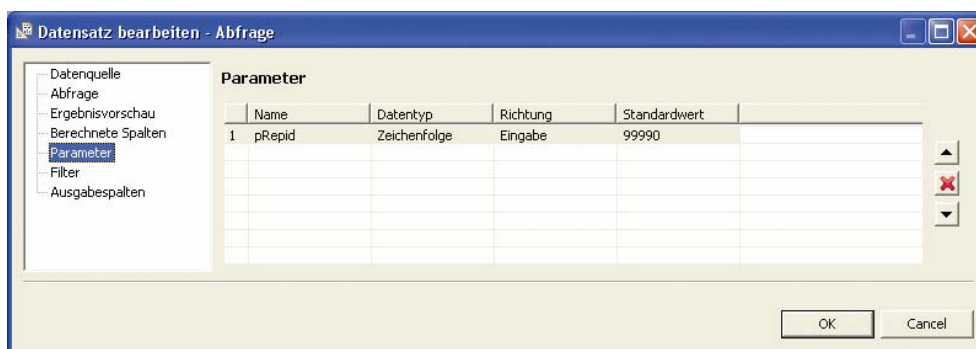 Datensatz bearbeiten - Abfrage
Datenquelle
Abfrage
Ergebnisvorschau
Berechnete Spalten
Parameter
Filter
Ausgabespalten
Parameter
Name Datentyp Richtung Standardwert
1 pRepid Zeichenfolge Eingabe 99990
OK Cancel